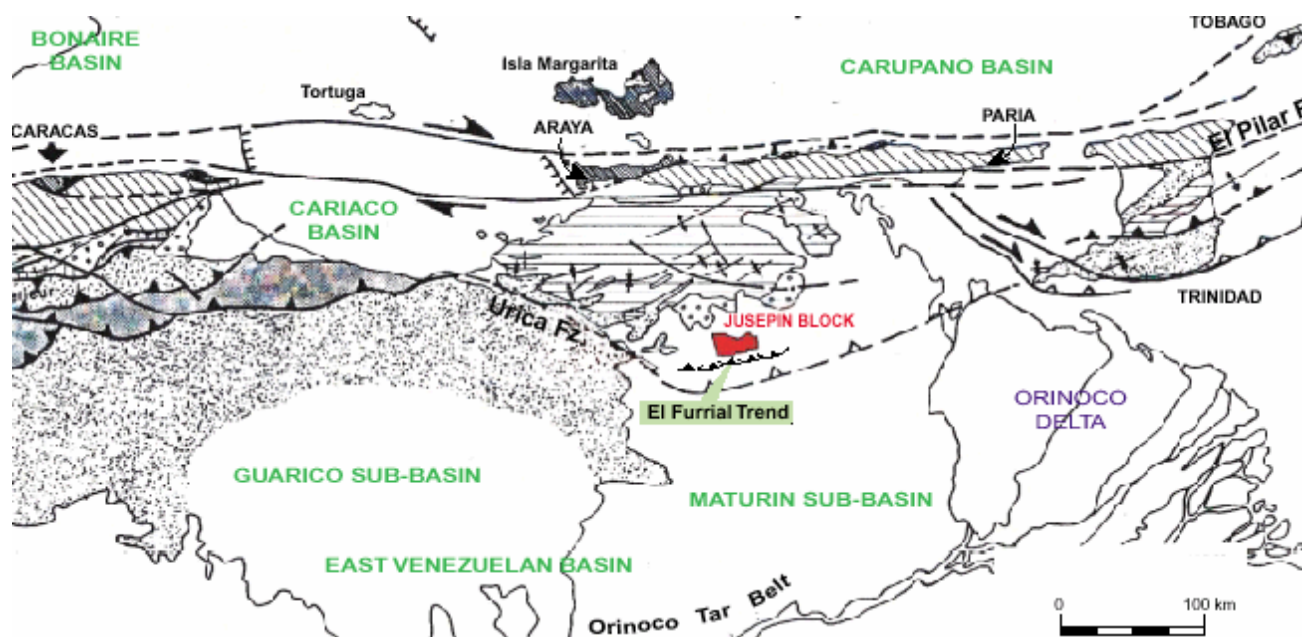 TOBAGO
BONAIRE
BASIN
Isla Margarita
CARUPANO BASIN
Tortuga
CARACAS
ARAYA
PARIA
El Pilar F
CARIACO
BASIN
Urica Fz.
JUSEPIN BLOCK
TRINIDAD
El Furrial Trend
ORINOCO
DELTA
GUARICO SUB-BASIN
MATURIN SUB-BASIN
EAST VENEZUELAN BASIN
Orinoco Tar Belt
0 100 km